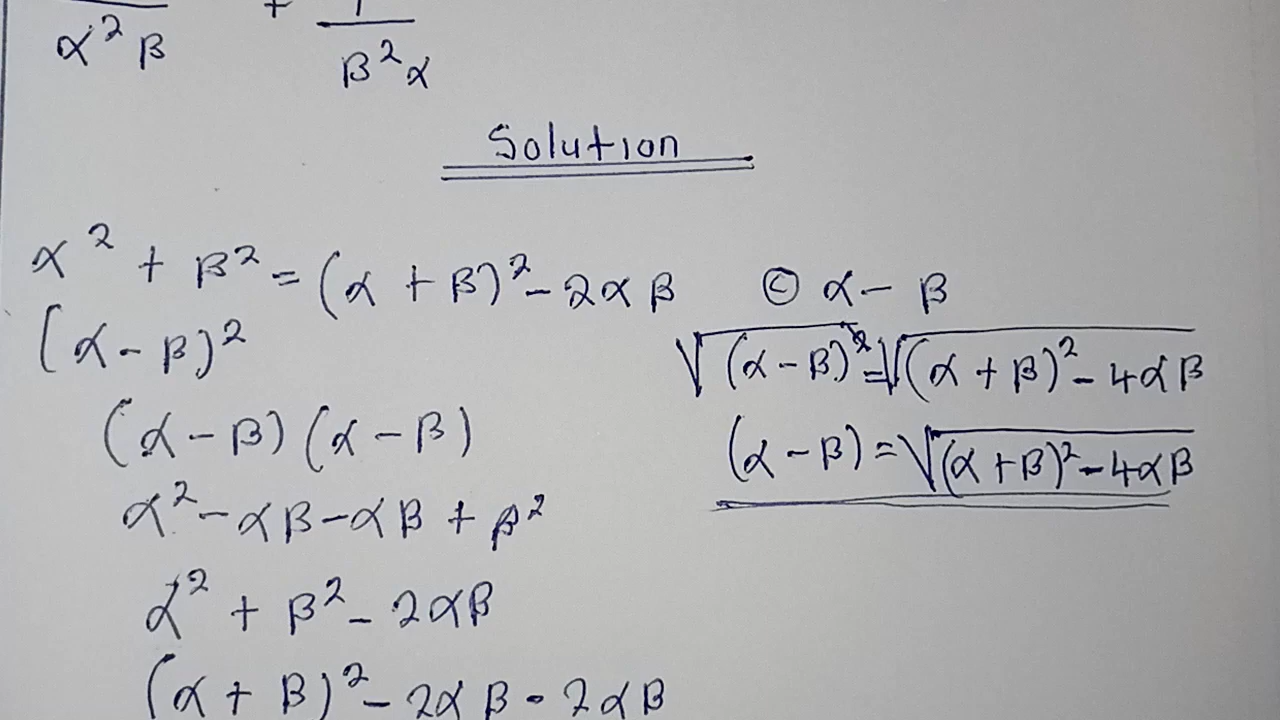 α²β + 1/β²α
Solution
α² + β² = (α + β)² - 2αβ
(α - β)²
(α - β)(α - β)
α² - αβ - αβ + β²
α² + β² - 2αβ
(α + β)² - 2αβ - 2αβ
ⓒ α - β
√(α - β)² = √(α + β)² - 4αβ
(α - β) = √(α + β)² - 4αβ